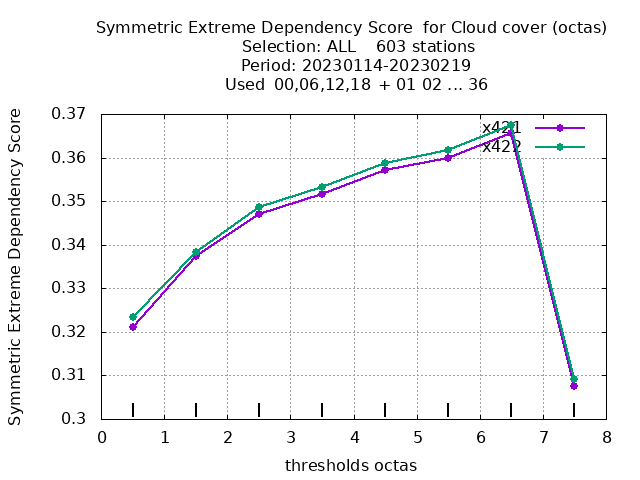 Symmetric Extreme Dependency Score  for Cloud cover (octas)
Selection: ALL    603 stations
Period: 20230114-20230219
Used  00,06,12,18 + 01 02 ... 36
Symmetric Extreme Dependency Score
0.37
0.36
0.35
0.34
0.33
0.32
0.31
0.3
x421
x422
0 1 2 3 4 5 6 7 8
thresholds octas